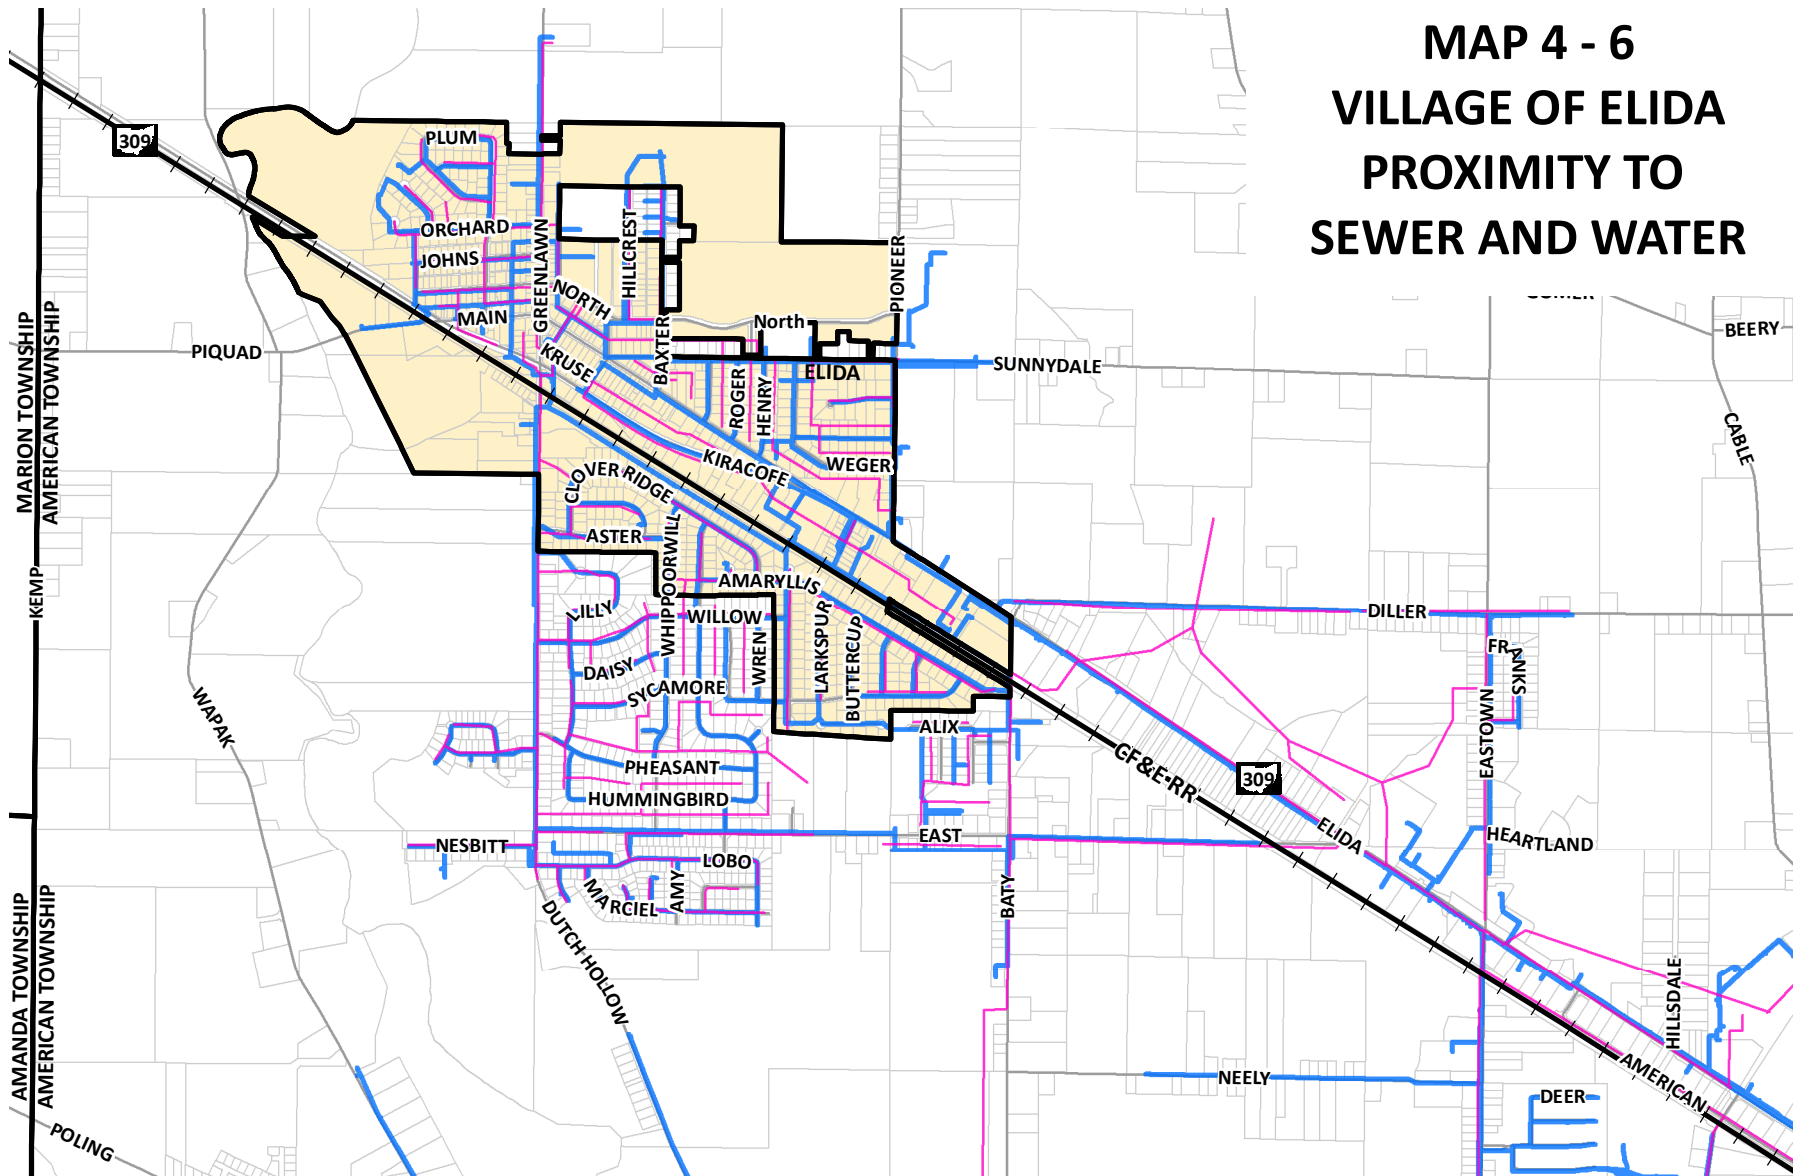 MAP 4 - 6
VILLAGE OF ELIDA
PROXIMITY TO
SEWER AND WATER
309
PLUM
ORCHARD
JOHNS
GREENLAWN
HILLCREST
PIONEER
NORTH
MAIN
North
BEERY
PIQUAD
KRUSE
BAXTER
ELIDA
SUNNYDALE
MARION TOWNSHIP
AMERICAN TOWNSHIP
ROGER
HENRY
CABLE
KIRACOFE
WEGER
CLOVER RIDGE
ASTER
WHIPPOORWILL
KEMP
AMARYLLIS
LILLY
WILLOW
DILLER
WREN
LARKSPUR
BUTTERCUP
FRANKS
DAISY
SYCAMORE
WAPAK
ALIX
EASTOWN
PHEASANT
CF&E-RR
309
HUMMINGBIRD
EAST
ELIDA
HEARTLAND
NESBITT
LOBO
AMY
MARCIEL
BATY
DUTCH HOLLOW
AMANDA TOWNSHIP
AMERICAN TOWNSHIP
HILLSDALE
NEELY
AMERICAN
DEER
POLING